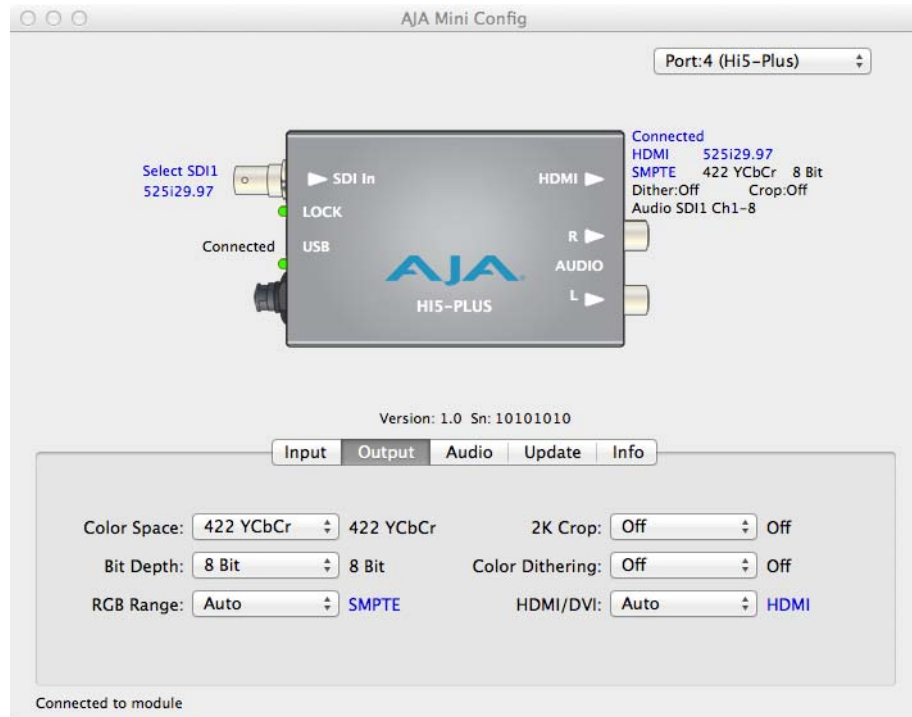 AJA Mini Config
Port:4 (Hi5-Plus)
Select SDI1
525i29.97
Connected
SDI In
LOCK
USB
HDMI
R
AUDIO
L
AJA
HI5-PLUS
Connected
HDMI 525i29.97
SMPTE 422 YCbCr 8 Bit
Dither:Off Crop:Off
Audio SDI1 Ch1-8
Version: 1.0 Sn: 10101010
Input Output Audio Update Info
Color Space: 422 YCbCr 422 YCbCr
2K Crop: Off Off
Bit Depth: 8 Bit 8 Bit
Color Dithering: Off Off
RGB Range: Auto SMPTE
HDMI/DVI: Auto HDMI
Connected to module